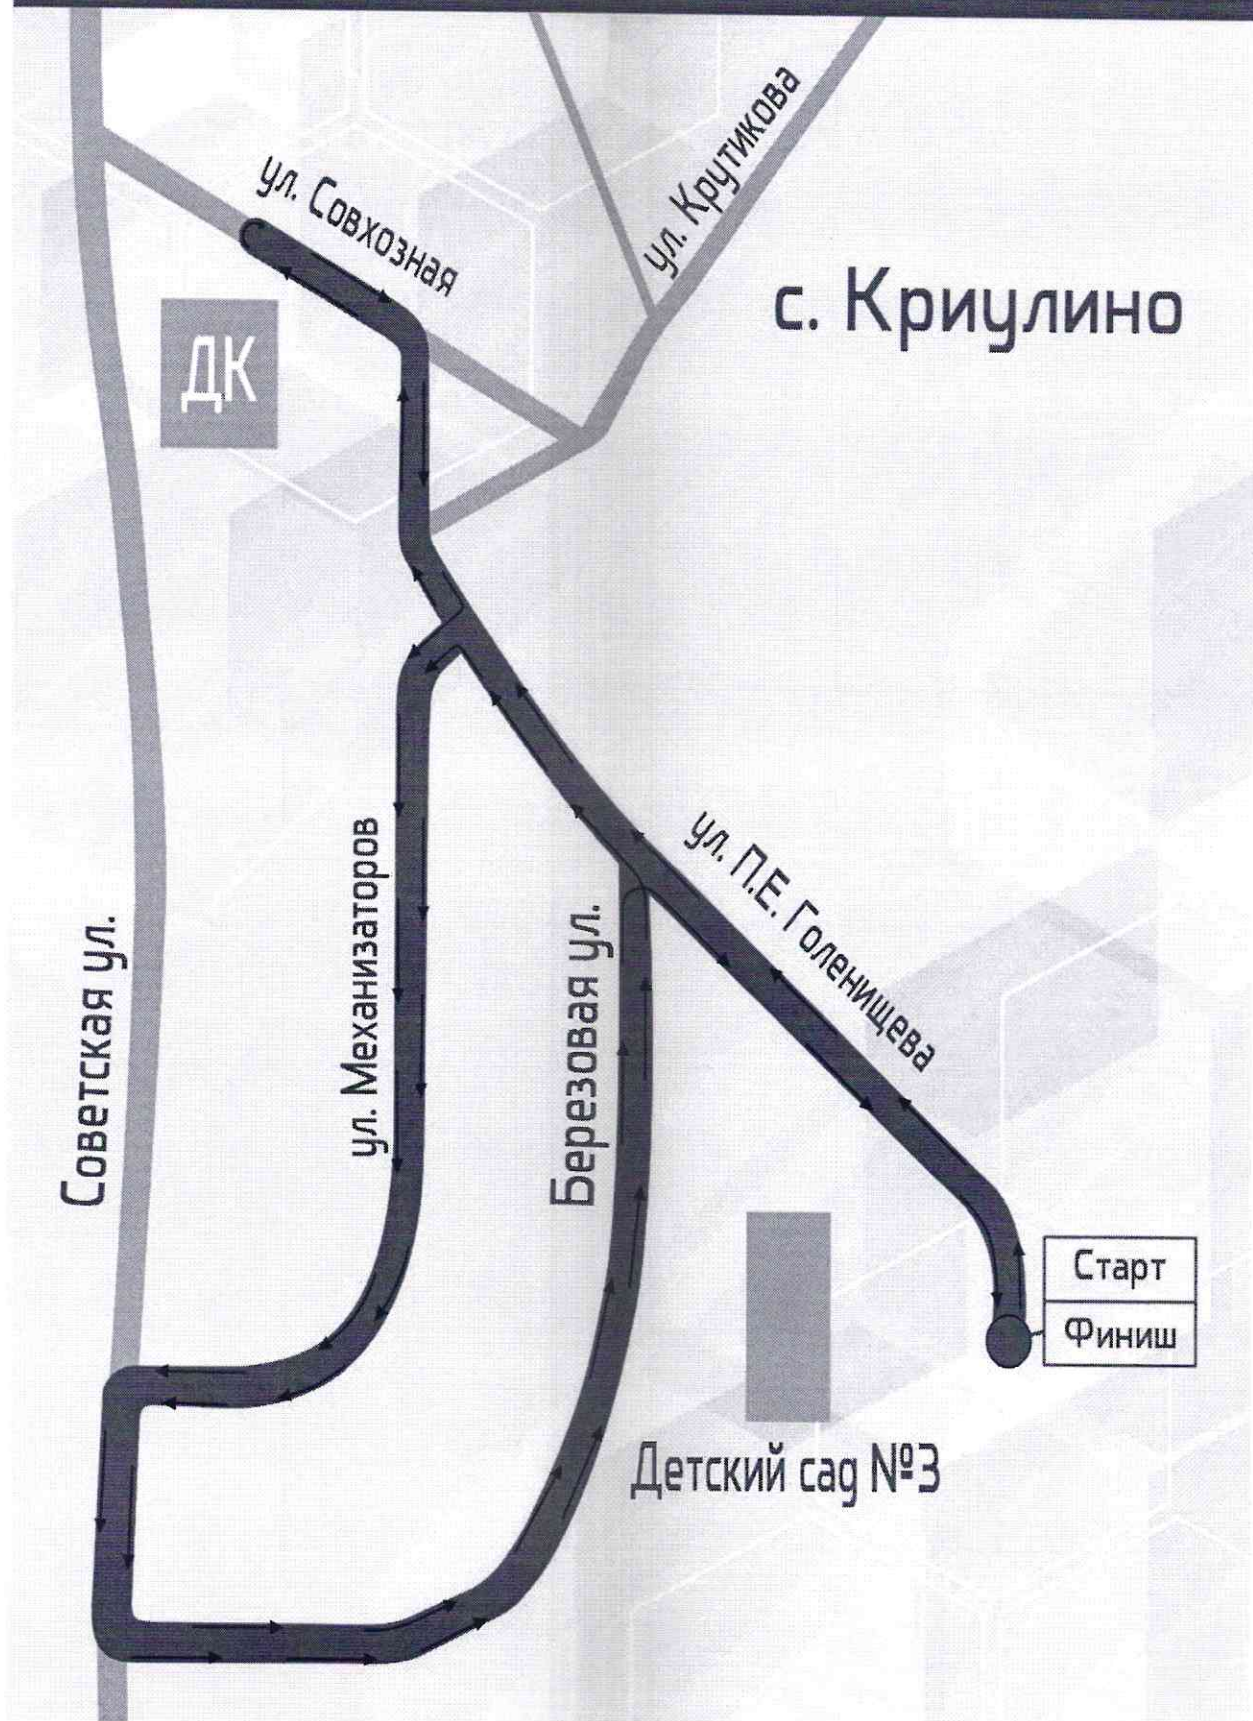 ул. Совхозная
ул. Крутикова
с. Криулино
ДК
ул. П.Е. Голенищева
ул. Механизаторов
Березовая ул.
Советская ул.
Старт
Финиш
Детский сад №3